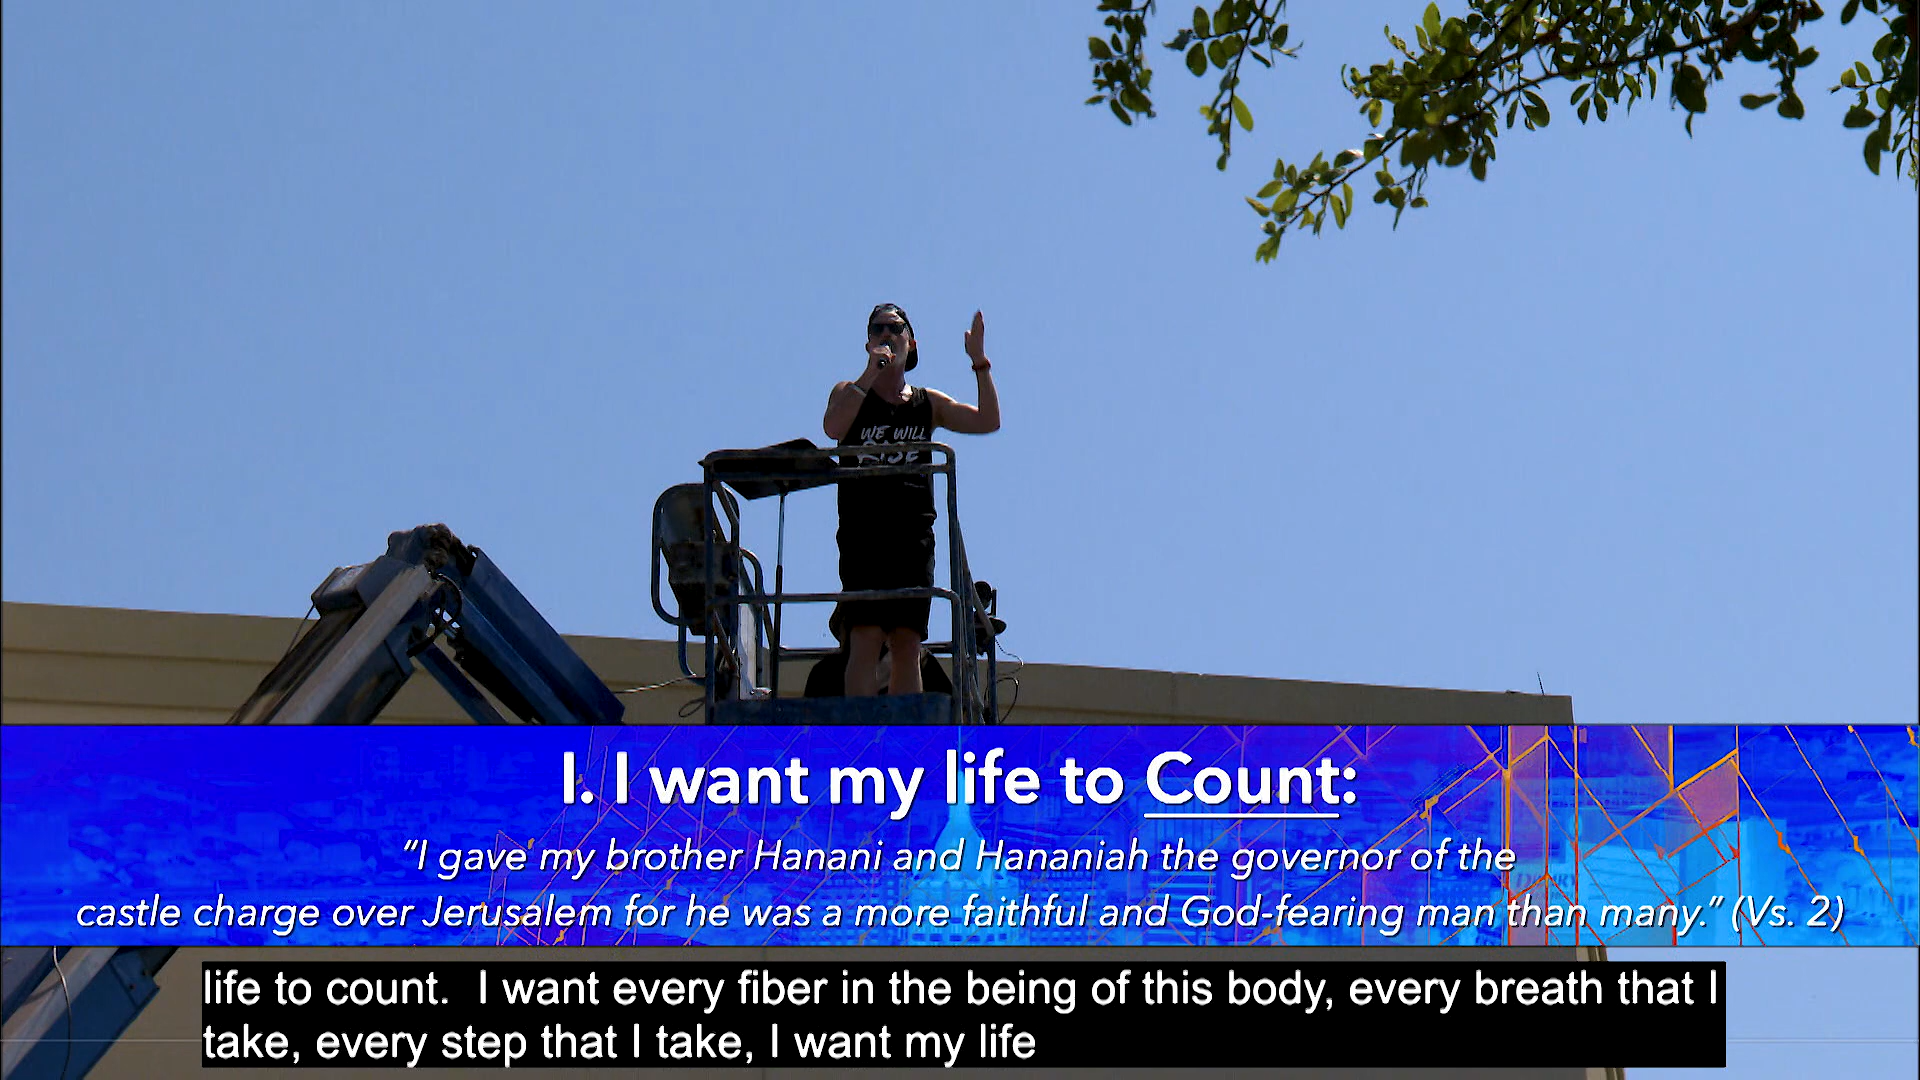 WE WILL
RISE
I. I want my life to Count:
“I gave my brother Hanani and Hananiah the governor of the
castle charge over Jerusalem for he was a more faithful and God-fearing man than many.” (Vs. 2)
life to count.  I want every fiber in the being of this body, every breath that I
take, every step that I take, I want my life